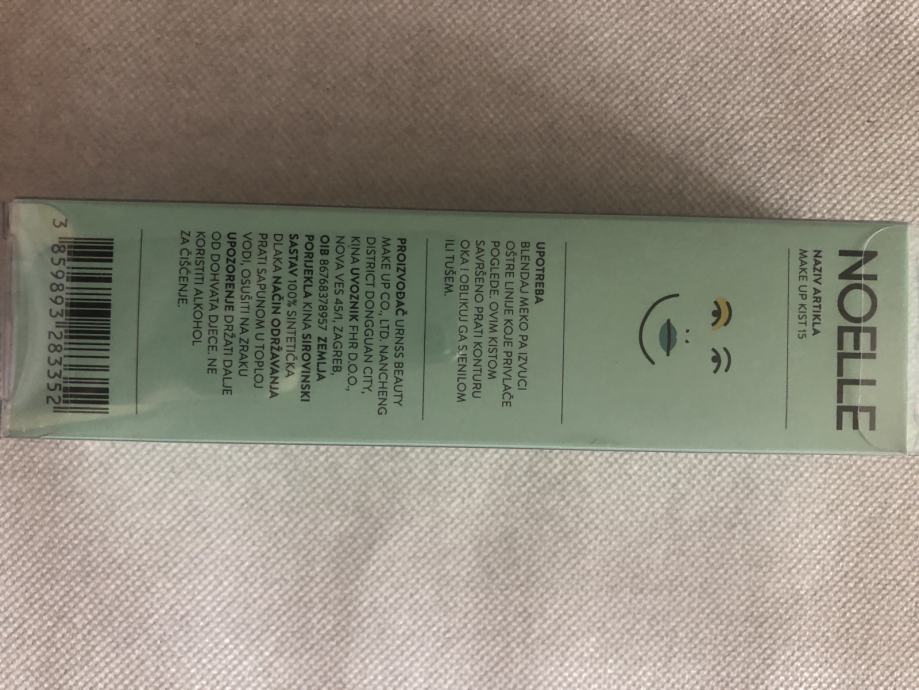 NOELLE
NAZIV ARTIKLA
MAKE UP KIST 15
UPOTREBA
BLENDAJ MEKO PA IZVUCI
OŠTRE LINIJE KOJE PRIVLAČE
POGLEDE. OVIM KISTOM
SAVRŠENO PRATI KONTURU
OKA I OBLIKUJ GA SJENILOM
ILI TUŠEM.
PROIZVOĐAČ URNSS BEAUTY
MAKE UP CO., LTD. NANCHENG
DISTRICT DONGGUAN CITY,
KINA UVOZNIK FHR D.O.O.,
NOVA VES 45/1, ZAGREB,
OIB 86768378957 ZEMLJA
PORIJEKLA KINA SIROVINSKI
SASTAV 100% SINTETIČKA
DLAKA NAČIN ODRŽAVANJA
PRATI SAPUNOM U TOPLOJ
VODI, OSUŠITI NA ZRAKU
UPOZORENJE DRŽATI DALJE
OD DOHVATA DJECE. NE
KORISTITI ALKOHOL
ZA ČIŠĆENJE.
3 859893 283352